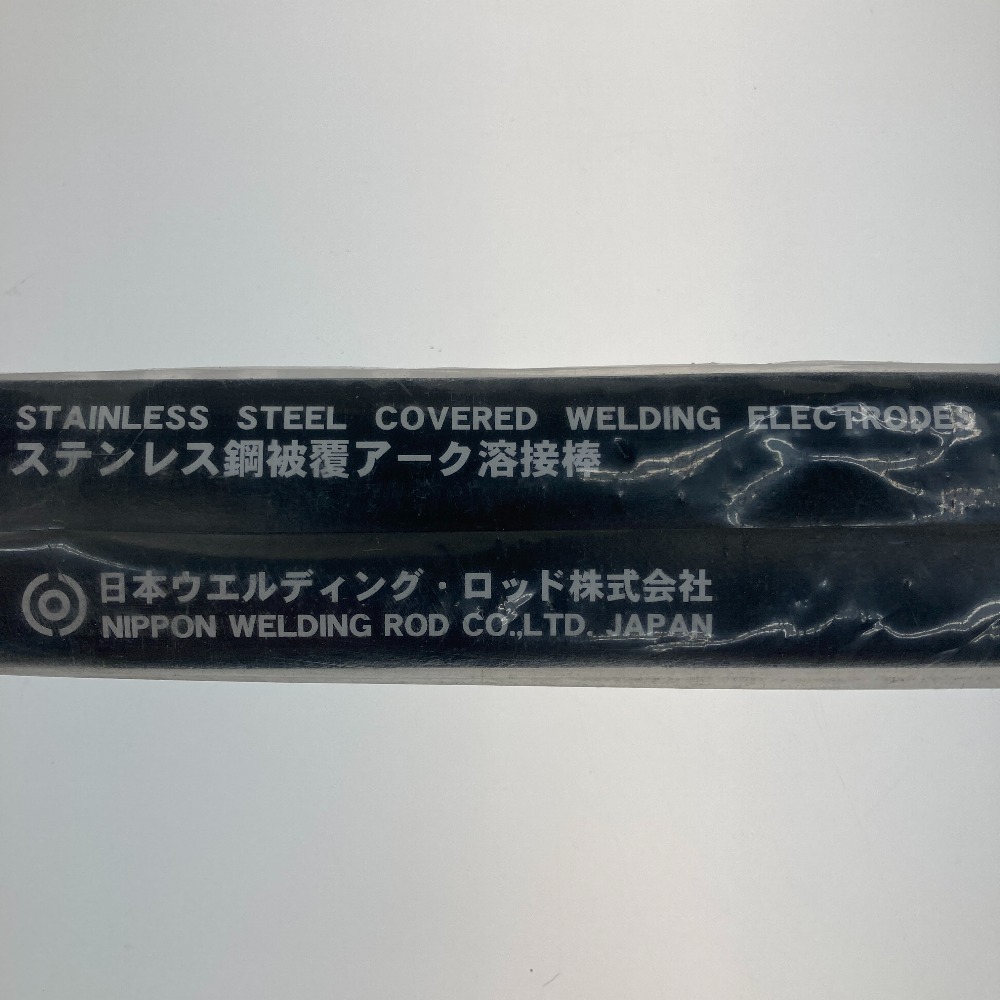 STAINLESS STEEL COVERED WELDING ELECTRODES
ステンレス鋼被覆アーク溶接棒
日本ウエルディング・ロッド株式会社
NIPPON WELDING ROD CO.,LTD. JAPAN